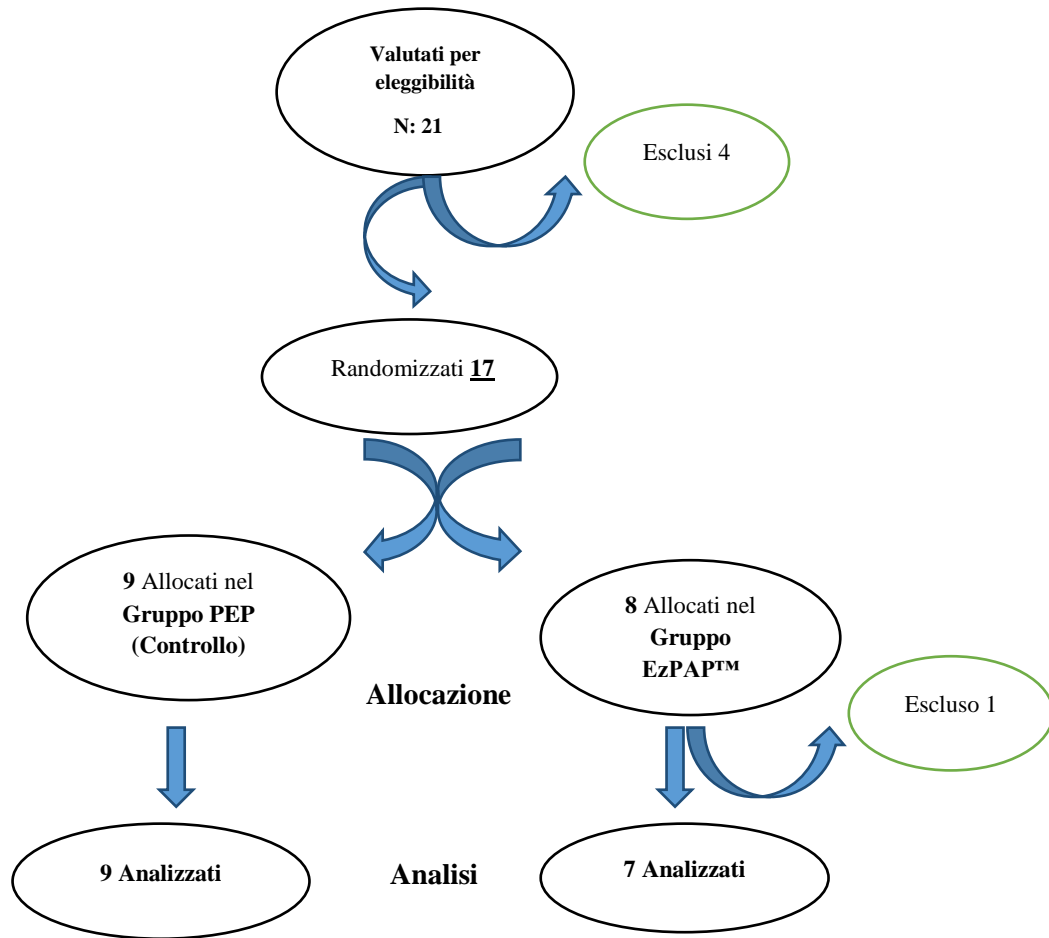 Valutati per
eleggibilità
N: 21
Esclusi 4
Randomizzati 17
9 Allocati nel
Gruppo PEP
(Controllo)
8 Allocati nel
Gruppo
EzPAP™
Allocazione
Escluso 1
9 Analizzati
Analisi
7 Analizzati